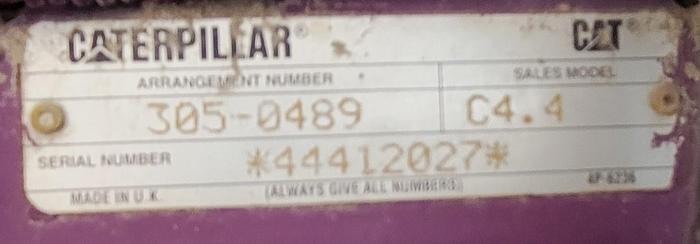 CATERPILLAR® CAT®
ARRANGEMENT NUMBER SALES MODEL
305-0489 C4.4
SERIAL NUMBER *44412027*
MADE IN U.K. (ALWAYS GIVE ALL NUMBERS) 4P-6236